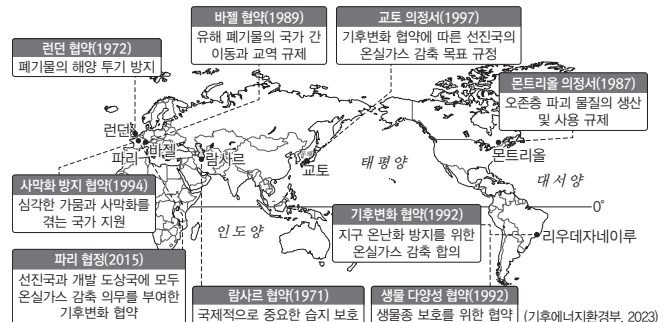 바젤 협약(1989)
유해 폐기물의 국가 간
이동과 교역 규제
교토 의정서(1997)
기후변화 협약에 따른 선진국의
온실가스 감축 목표 규정
런던 협약(1972)
폐기물의 해양 투기 방지
몬트리올 의정서(1987)
오존층 파괴 물질의 생산
및 사용 규제
런던
파리
바젤
람사르
교토
태평양
몬트리올
대서양
사막화 방지 협약(1994)
심각한 가뭄과 사막화를
겪는 국가 지원
인도양
기후변화 협약(1992)
지구 온난화 방지를 위한
온실가스 감축 합의
0°
리우데자네이루
파리 협정(2015)
선진국과 개발 도상국에 모두
온실가스 감축 의무를 부여한
기후변화 협약
람사르 협약(1971)
국제적으로 중요한 습지 보호
생물 다양성 협약(1992)
생물종 보호를 위한 협약
(기후에너지환경부, 2023)